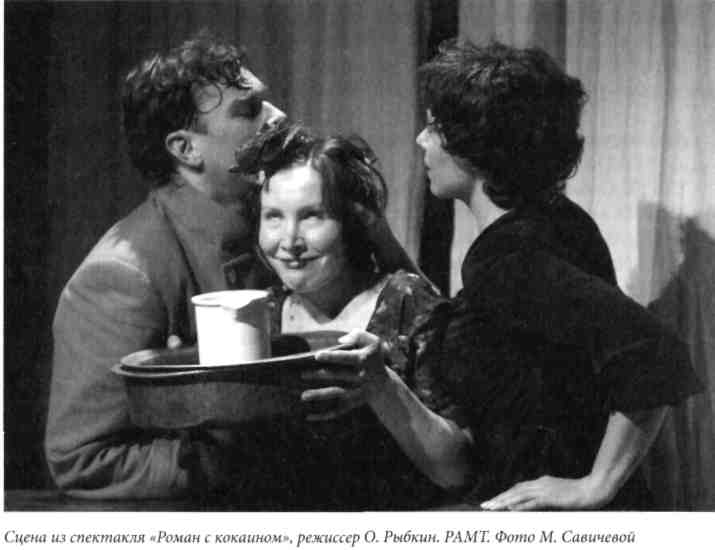 Сцена из спектакля «Роман с кокаином», режиссер О. Рыбкин. РАМТ. Фото М. Савичевой